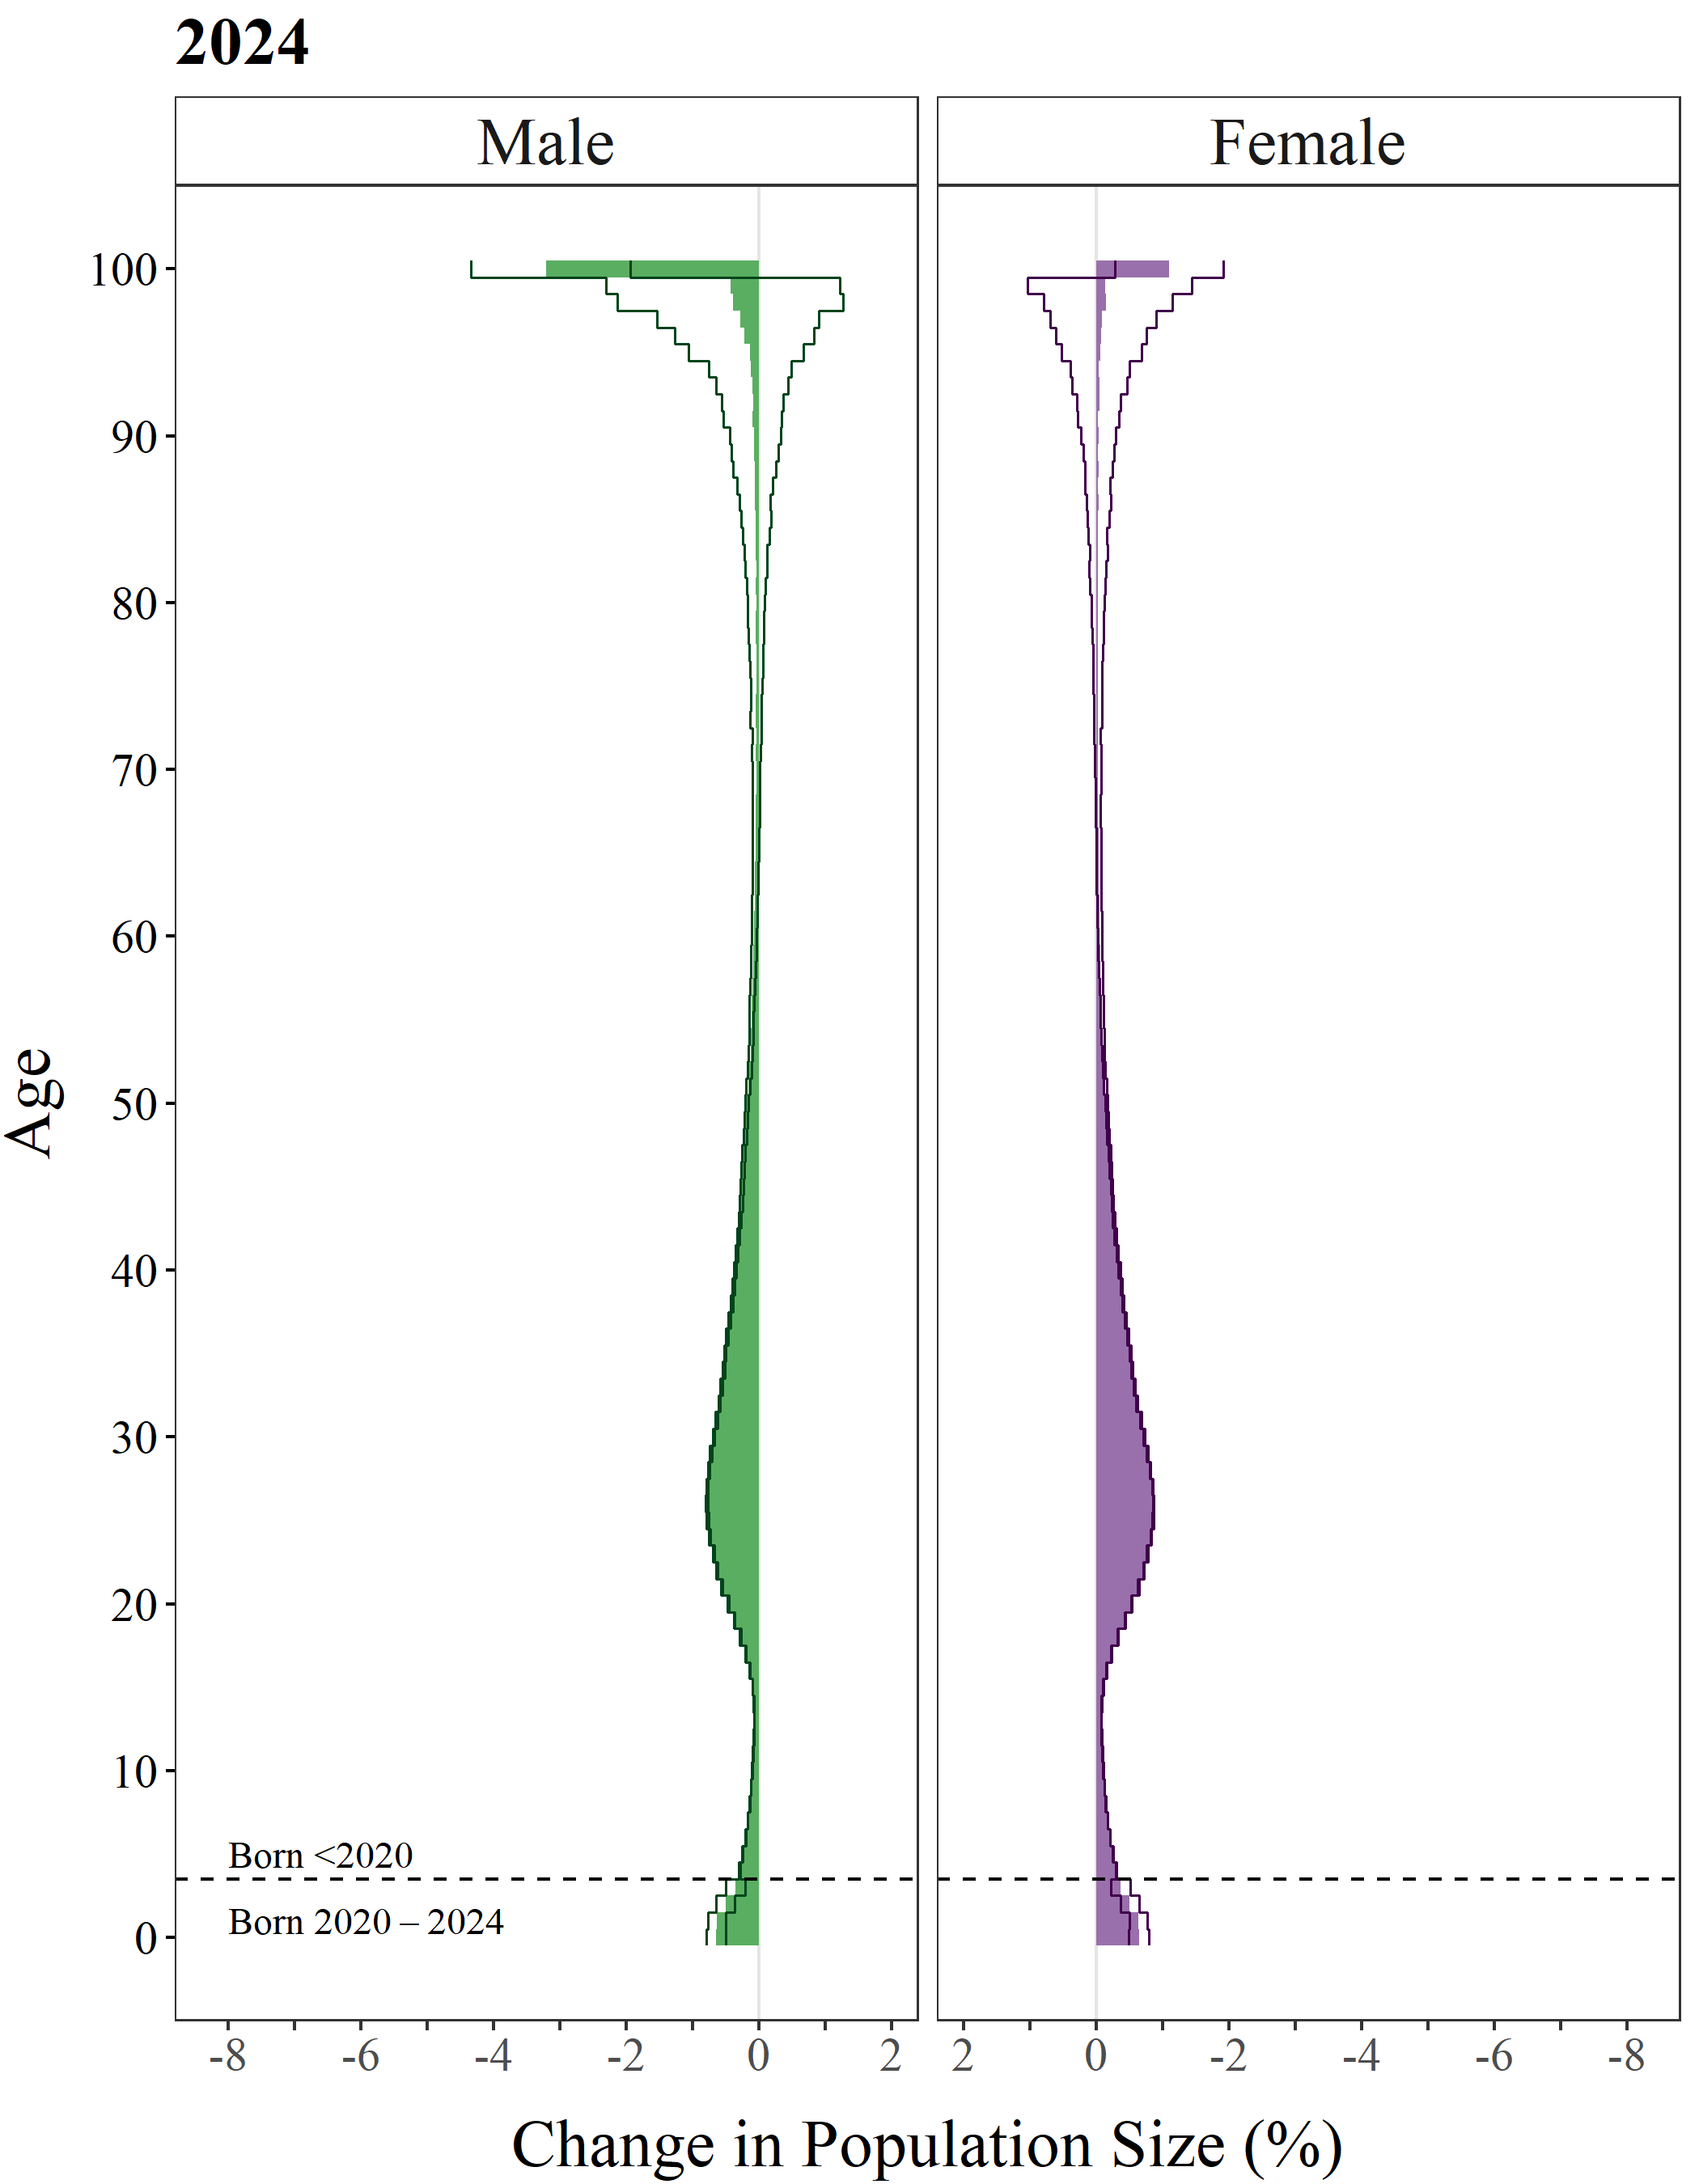 2024
Male
Female
100
90
80
70
60
50
40
30
20
10
0
Age
Born <2020
Born 2020 – 2024
-8 -6 -4 -2 0 2
2 0 -2 -4 -6 -8
Change in Population Size (%)